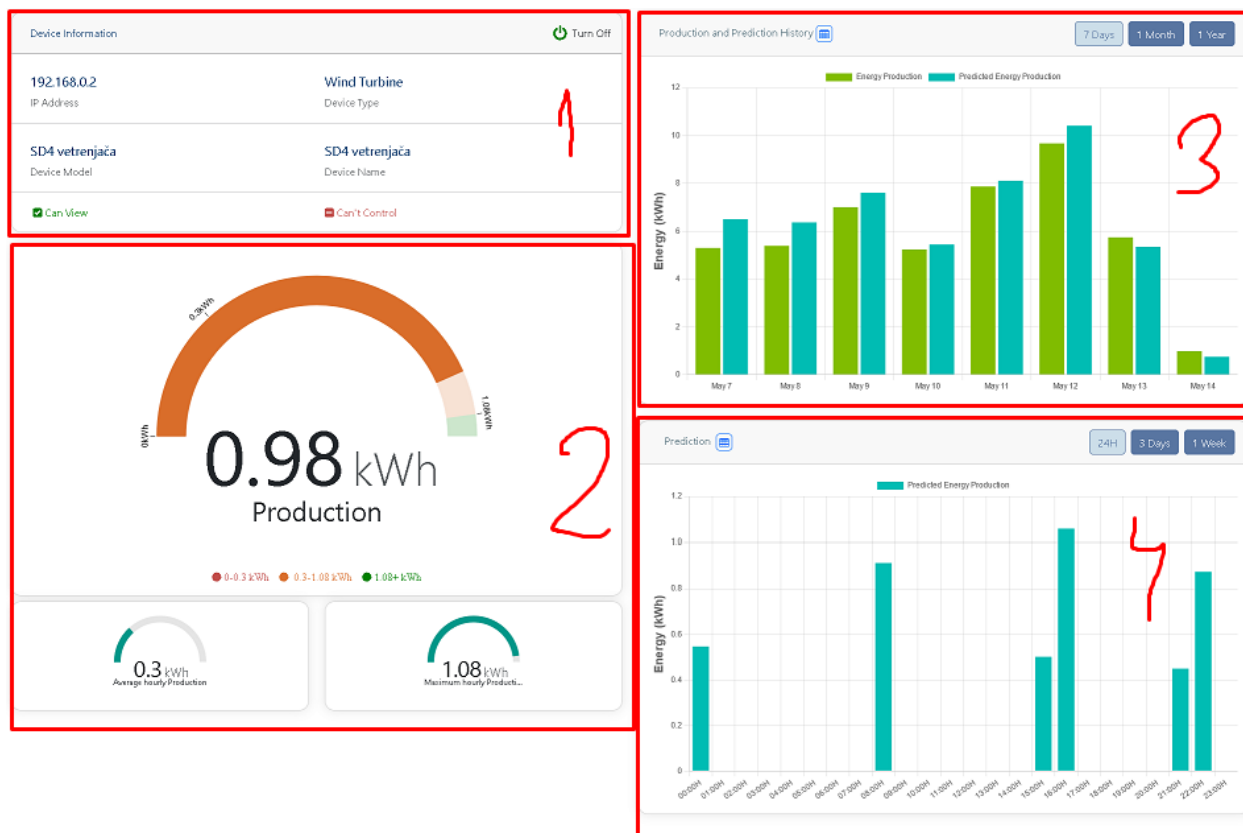 Device Information
Turn Off
192.168.0.2
IP Address
Wind Turbine
Device Type
SD4 vetrenjača
Device Model
SD4 vetrenjača
Device Name
Can View
Can't Control
1
0kWh
0.3kWh
1.08kWh
0.98 kWh
Production
0-0.3 kWh 0.3-1.08 kWh 1.08+ kWh
0.3 kWh
Average hourly Production
1.08 kWh
Maximum hourly Producti...
2
Production and Prediction History
7 Days 1 Month 1 Year
Energy Production Predicted Energy Production
Energy (kWh)
12
10
8
6
4
2
0
May 7 May 8 May 9 May 10 May 11 May 12 May 13 May 14
3
Prediction
24H 3 Days 1 Week
Predicted Energy Production
Energy (kWh)
1.2
1.0
0.8
0.6
0.4
0.2
0
00:00H 01:00H 02:00H 03:00H 04:00H 05:00H 06:00H 07:00H 08:00H 09:00H 10:00H 11:00H 12:00H 13:00H 14:00H 15:00H 16:00H 17:00H 18:00H 19:00H 20:00H 21:00H 22:00H 23:00H
4